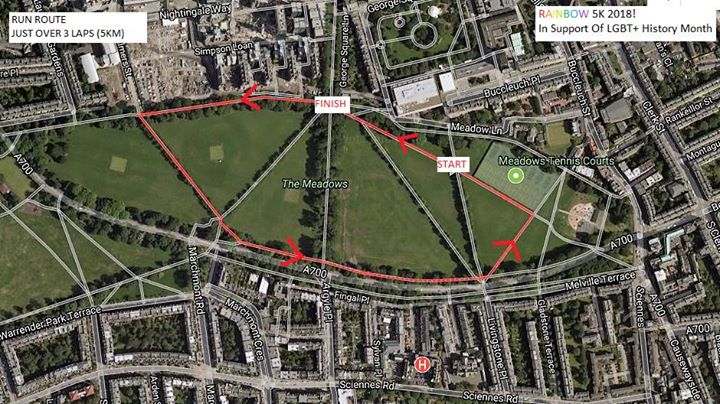 RUN ROUTE
JUST OVER 3 LAPS (5KM)
RAINBOW 5K 2018!
In Support Of LGBT+ History Month
Nightingale Way
Simpson Loan
George Square Ln
George Square
Buccleuch Pl
Buccleuch St
Clerk St
Rankeillor St
Montague
Meadow Ln
FINISH
START
Meadows Tennis Courts
The Meadows
A700
A700
A700
A700
Melville Terrace
Marchmont Rd
Marchmont Cres
Argyle Pl
Fingal Pl
Sylvan Pl
Livingstone Pl
Gladstone Terrace
Sciennes
Causewayside
Warrender Park Terrace
Sciennes Rd
H